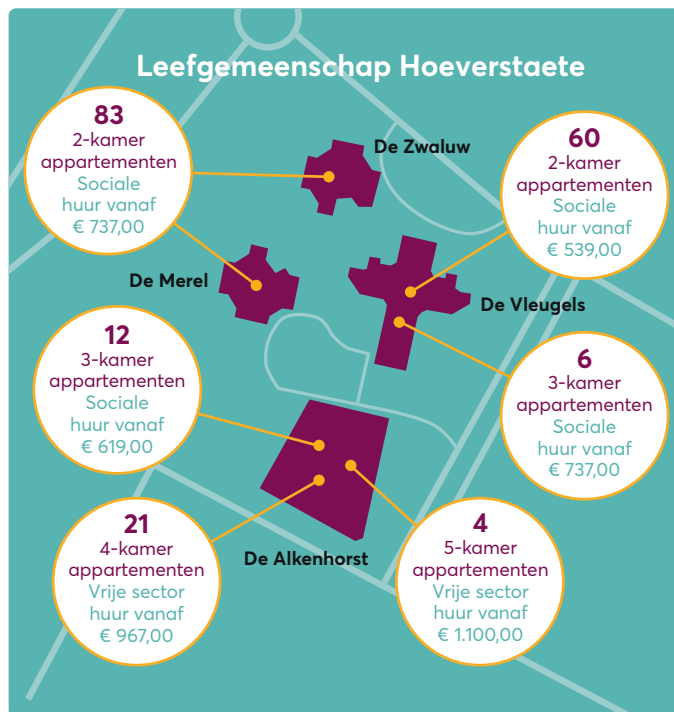 Leefgemeenschap Hoeverstaete
83
2-kamer
appartementen
Sociale
huur vanaf
€ 737,00
De Zwaluw
60
2-kamer
appartementen
Sociale
huur vanaf
€ 539,00
De Merel
De Vleugels
12
3-kamer
appartementen
Sociale
huur vanaf
€ 619,00
6
3-kamer
appartementen
Sociale
huur vanaf
€ 737,00
21
4-kamer
appartementen
Vrije sector
huur vanaf
€ 967,00
De Alkenhorst
4
5-kamer
appartementen
Vrije sector
huur vanaf
€ 1.100,00